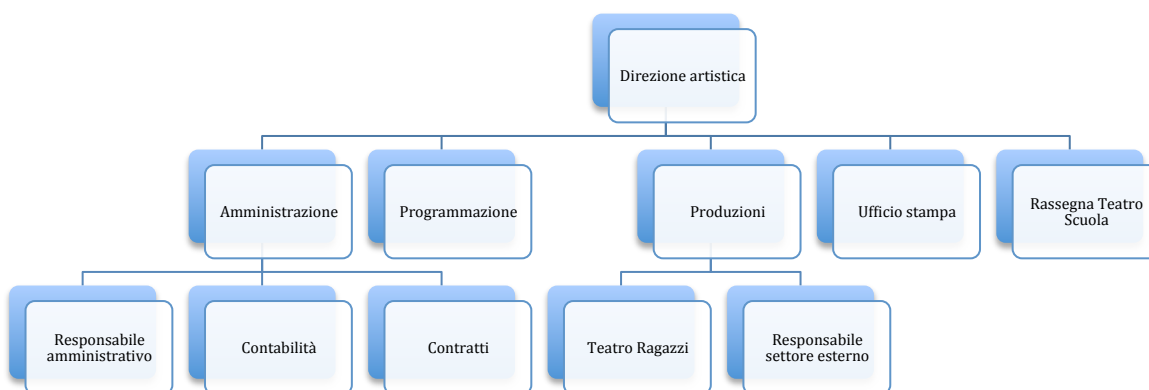 Direzione artistica
Amministrazione
Programmazione
Produzioni
Ufficio stampa
Rassegna Teatro
Scuola
Responsabile
amministrativo
Contabilità
Contratti
Teatro Ragazzi
Responsabile
settore esterno